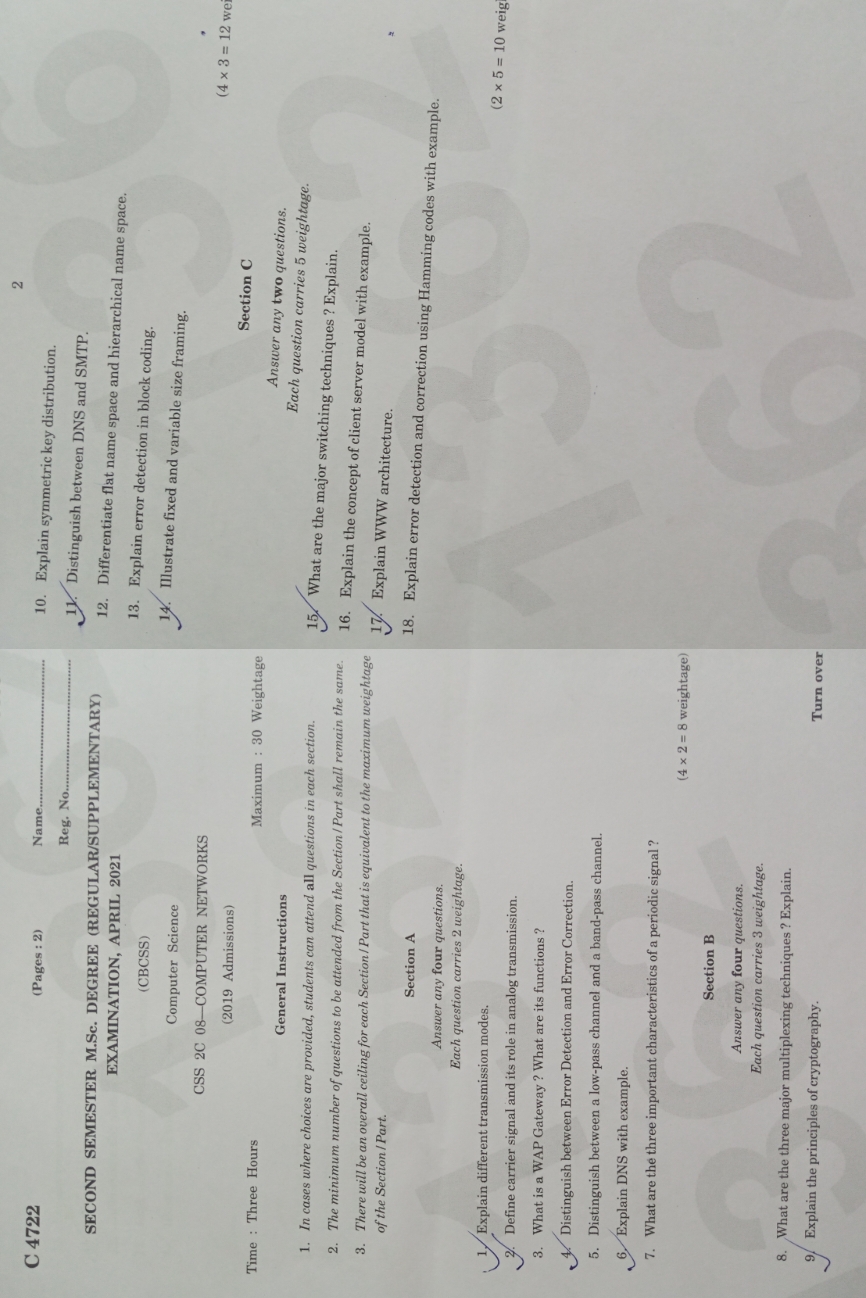 C 4722
(Pages : 2)
Name......................................
Reg. No...................................
SECOND SEMESTER M.Sc. DEGREE (REGULAR/SUPPLEMENTARY)
EXAMINATION, APRIL 2021
(CBCSS)
Computer Science
CSS 2C 08—COMPUTER NETWORKS
(2019 Admissions)
Time : Three Hours
Maximum : 30 Weightage
General Instructions
1. In cases where choices are provided, students can attend all questions in each section.
2. The minimum number of questions to be attended from the Section/Part shall remain the same.
3. There will be an overall ceiling for each Section/Part that is equivalent to the maximum weightage
of the Section/Part.
Section A
Answer any four questions.
Each question carries 2 weightage.
1. Explain different transmission modes.
2. Define carrier signal and its role in analog transmission.
3. What is a WAP Gateway ? What are its functions ?
4. Distinguish between Error Detection and Error Correction.
5. Distinguish between a low-pass channel and a band-pass channel.
6. Explain DNS with example.
7. What are the three important characteristics of a periodic signal ?
(4 × 2 = 8 weightage)
Section B
Answer any four questions.
Each question carries 3 weightage.
8. What are the three major multiplexing techniques ? Explain.
9. Explain the principles of cryptography.
Turn over
2
10. Explain symmetric key distribution.
11. Distinguish between DNS and SMTP.
12. Differentiate flat name space and hierarchical name space.
13. Explain error detection in block coding.
14. Illustrate fixed and variable size framing.
(4 × 3 = 12 wei
Section C
Answer any two questions.
Each question carries 5 weightage.
15. What are the major switching techniques ? Explain.
16. Explain the concept of client server model with example.
17. Explain WWW architecture.
18. Explain error detection and correction using Hamming codes with example.
(2 × 5 = 10 weigh